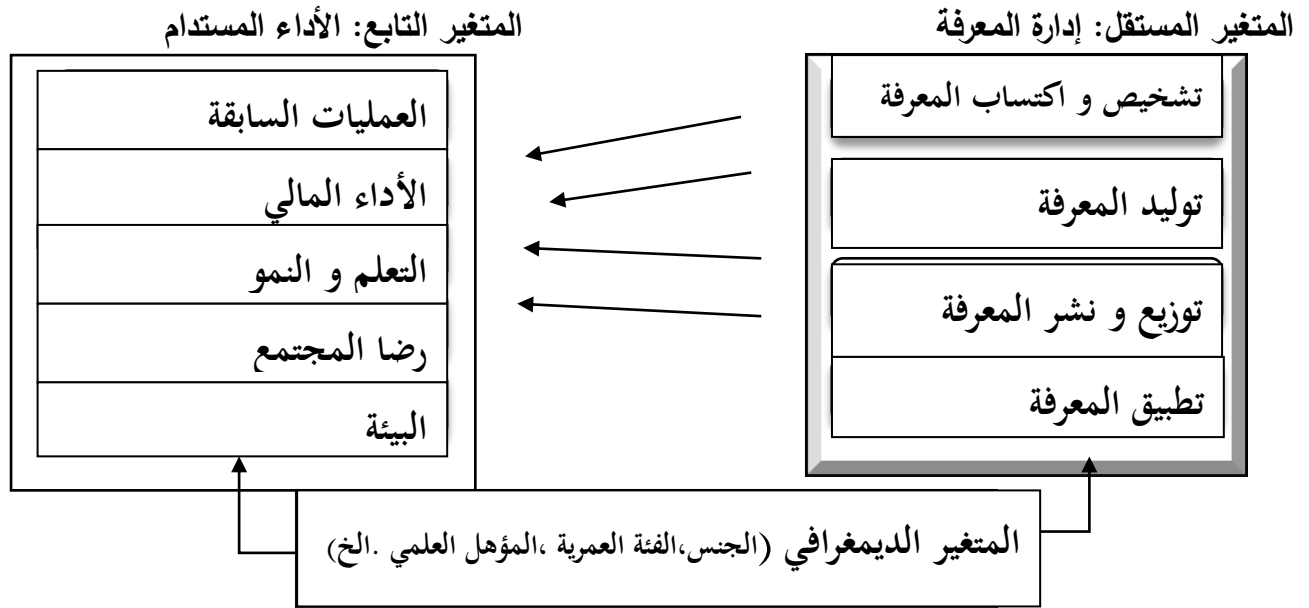 المتغير المستقل: إدارة المعرفة
المتغير التابع: الأداء المستدام
تشخيص و اكتساب المعرفة
توليد المعرفة
توزيع و نشر المعرفة
تطبيق المعرفة
العمليات السابقة
الأداء المالي
التعلم و النمو
رضا المجتمع
البيئة
المتغير الديمغرافي (الجنس،الفئة العمرية ،المؤهل العلمي .الخ)